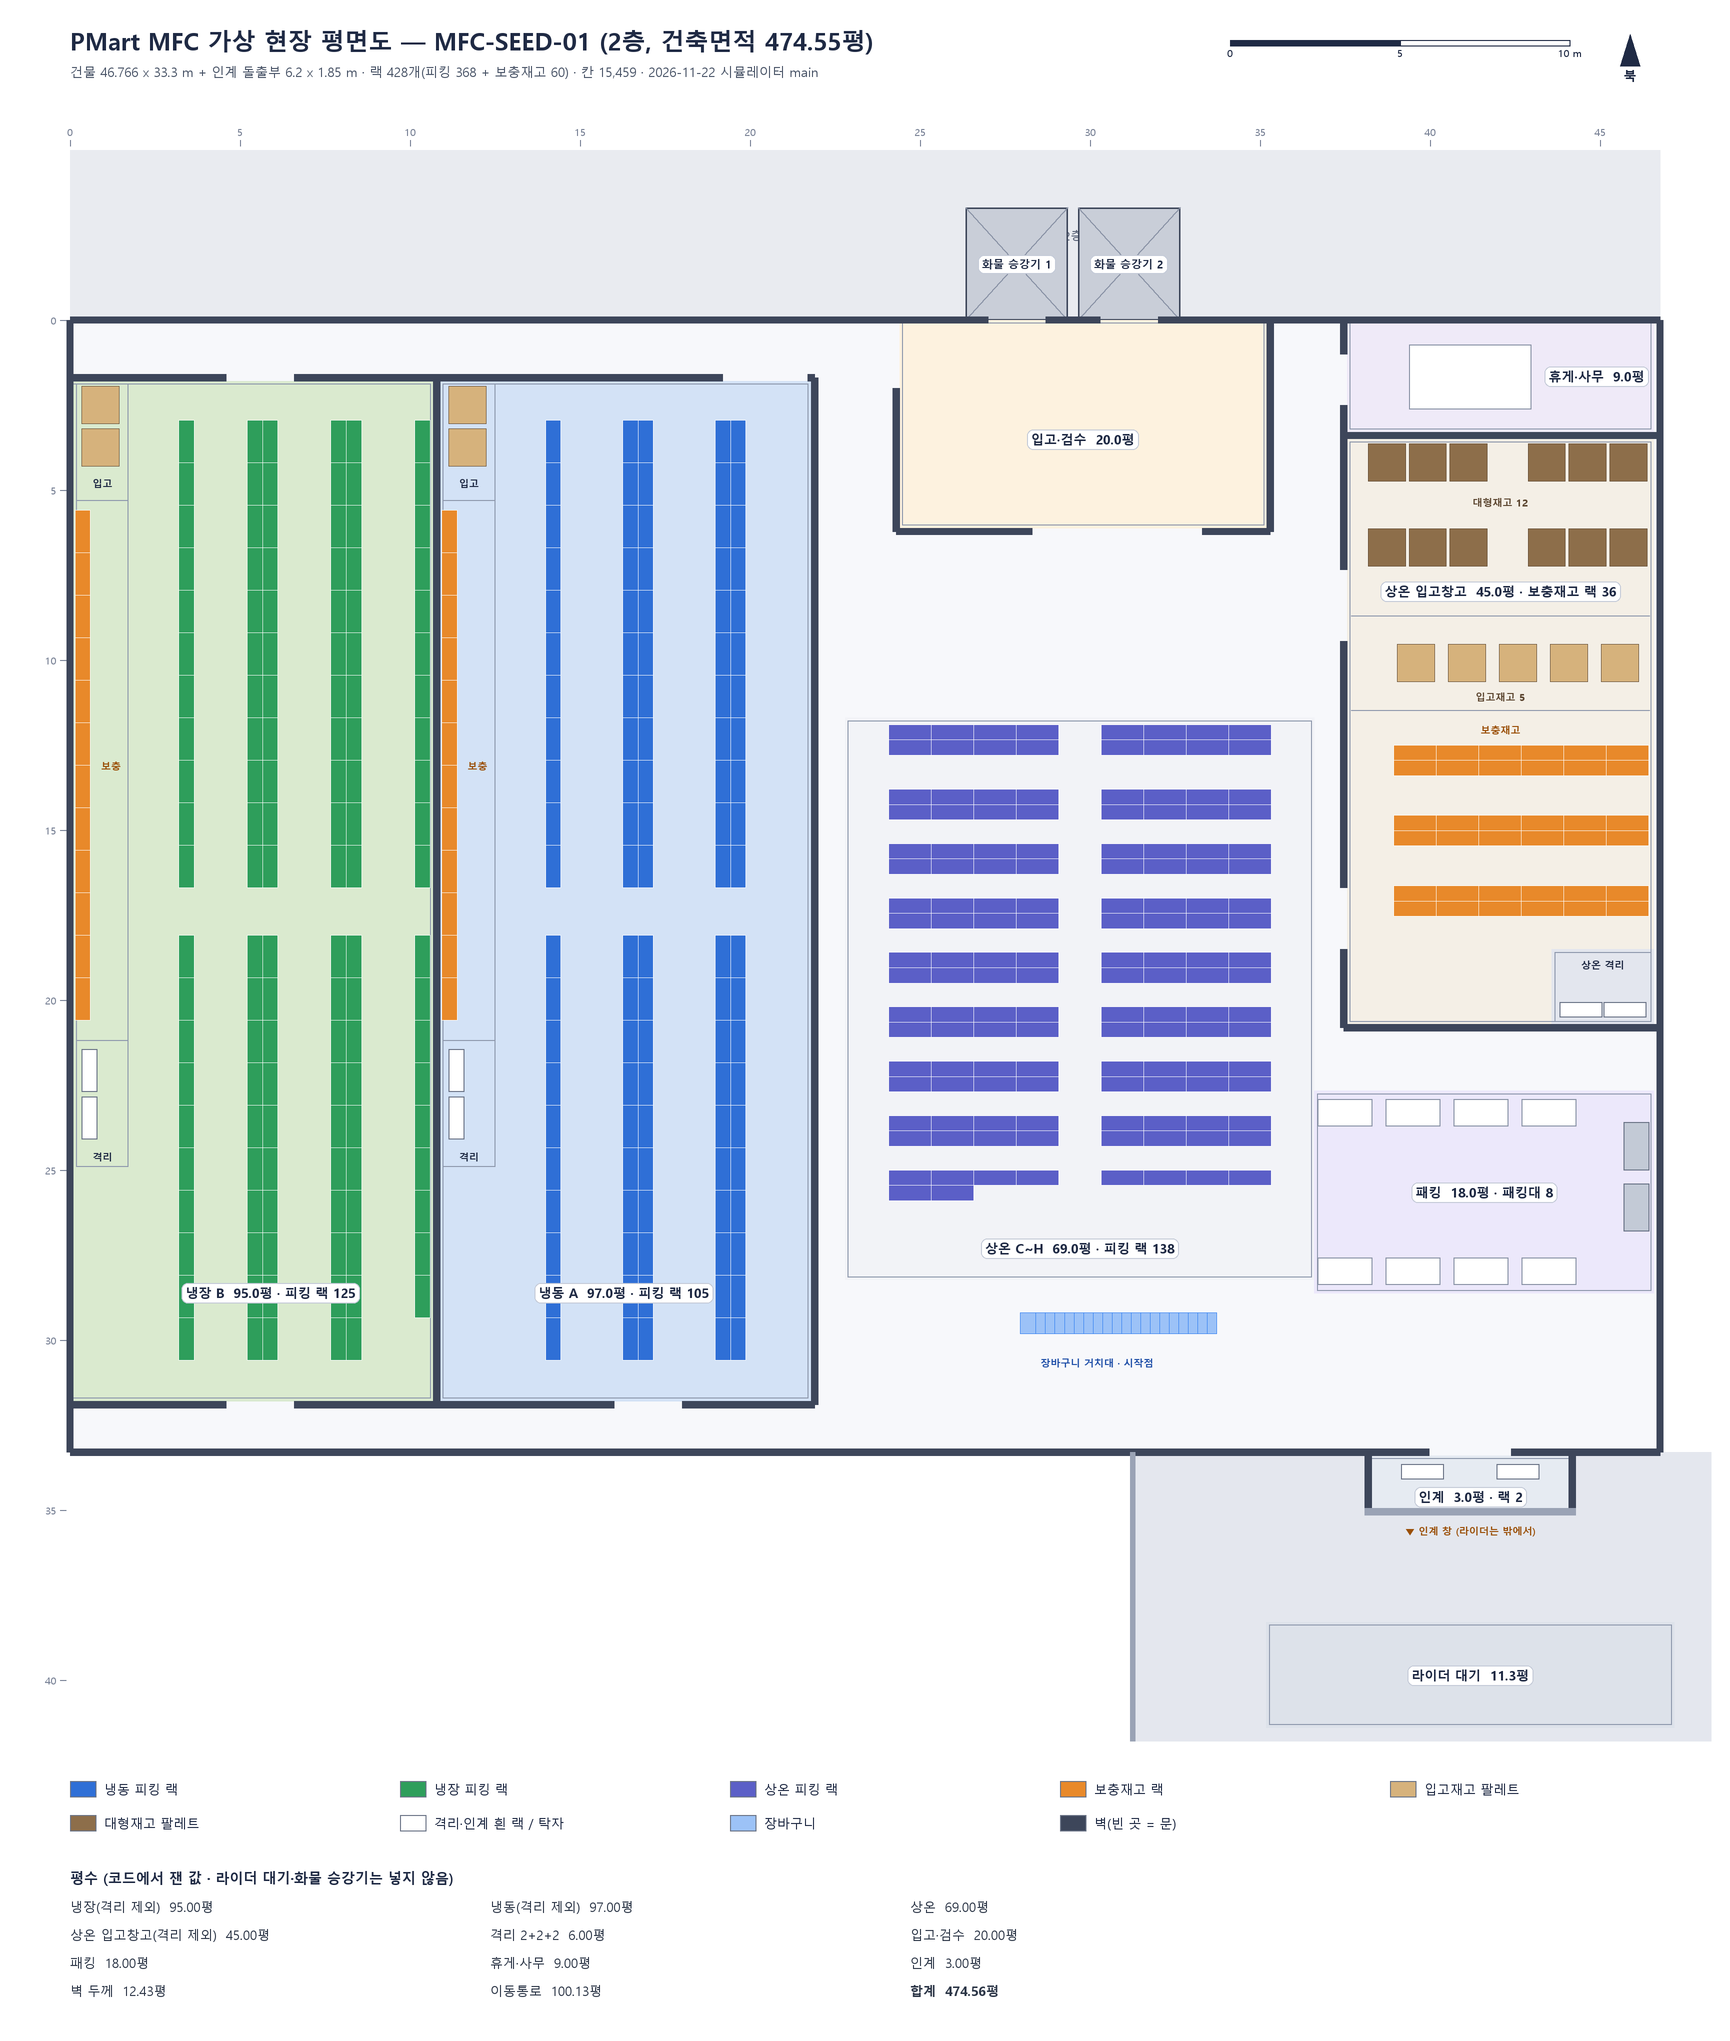 PMart MFC 가상 현장 평면도 — MFC-SEED-01 (2층, 건축면적 474.55평)
건물 46.766 x 33.3 m + 인계 돌출부 6.2 x 1.85 m · 랙 428개(피킹 368 + 보충재고 60) · 칸 15,459 · 2026-11-22 시뮬레이터 main
0 5 10 m
북
0 5 10 15 20 25 30 35 40 45
2층
화물 승강기 1
화물 승강기 2
0
5
10
15
20
25
30
35
40
휴게·사무 9.0평
입고·검수 20.0평
입고
입고
대형재고 12
상온 입고창고 45.0평 · 보충재고 랙 36
입고재고 5
보충재고
보충
보충
상온 격리
격리
격리
패킹 18.0평 · 패킹대 8
상온 C~H 69.0평 · 피킹 랙 138
냉장 B 95.0평 · 피킹 랙 125
냉동 A 97.0평 · 피킹 랙 105
장바구니 거치대 · 시작점
인계 3.0평 · 랙 2
▼ 인계 창 (라이더는 밖에서)
라이더 대기 11.3평
냉동 피킹 랙
냉장 피킹 랙
상온 피킹 랙
보충재고 랙
입고재고 팔레트
대형재고 팔레트
격리·인계 흰 랙 / 탁자
장바구니
벽(빈 곳 = 문)
평수 (코드에서 잰 값 · 라이더 대기·화물 승강기는 넣지 않음)
냉장(격리 제외) 95.00평
냉동(격리 제외) 97.00평
상온 69.00평
상온 입고창고(격리 제외) 45.00평
격리 2+2+2 6.00평
입고·검수 20.00평
패킹 18.00평
휴게·사무 9.00평
인계 3.00평
벽 두께 12.43평
이동통로 100.13평
합계 474.56평